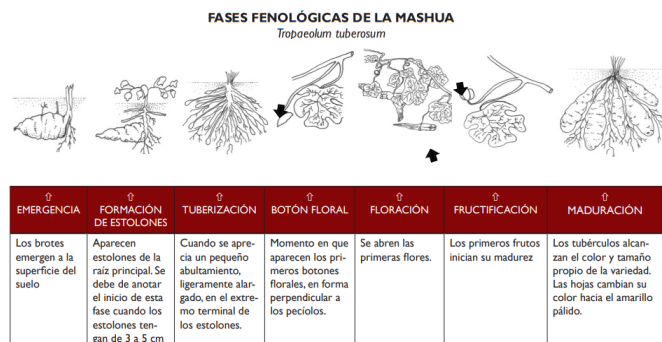 FASES FENOLÓGICAS DE LA MASHUA
Tropaeolum tuberosum
EMERGENCIA
Los brotes
emergen a la
superficie del
suelo
FORMACIÓN
DE ESTOLONES
Aparecen
estolones de la
raíz principal. Se
debe de anotar
el inicio de esta
fase cuando los
estolones ten-
gan de 3 a 5 cm
TUBERIZACIÓN
Cuando se apre-
cia un pequeño
abultamiento,
ligeramente alar-
gado, en el extre-
mo terminal de
los estolones.
BOTÓN FLORAL
Momento en que
aparecen los pri-
meros botones
florales, en forma
perpendicular a
los pecíolos.
FLORACIÓN
Se abren las
primeras flores.
FRUCTIFICACIÓN
Los primeros frutos
inician su madurez
MADURACIÓN
Los tubérculos alcan-
zan el color y tamaño
propio de la variedad.
Las hojas cambian su
color hacia el amarillo
pálido.